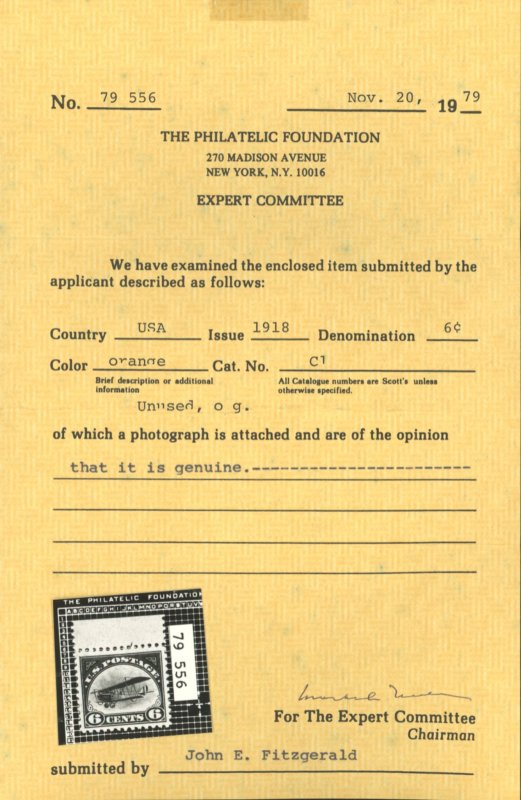 No. 79 556 Nov. 20, 1979
THE PHILATELIC FOUNDATION
270 MADISON AVENUE
NEW YORK, N.Y. 10016
EXPERT COMMITTEE
We have examined the enclosed item submitted by the
applicant described as follows:
Country USA Issue 1918 Denomination 6¢
Color orange Cat. No. C1
Brief description or additional
information
All Catalogue numbers are Scott's unless
otherwise specified.
Unused, o g.
of which a photograph is attached and are of the opinion
that it is genuine.------------------------
THE PHILATELIC FOUNDATION
ABCDEFGHIJKLMNOPQRSTUV
79 556
U.S. POSTAGE
6 CENTS 6
For The Expert Committee
Chairman
submitted by John E. Fitzgerald